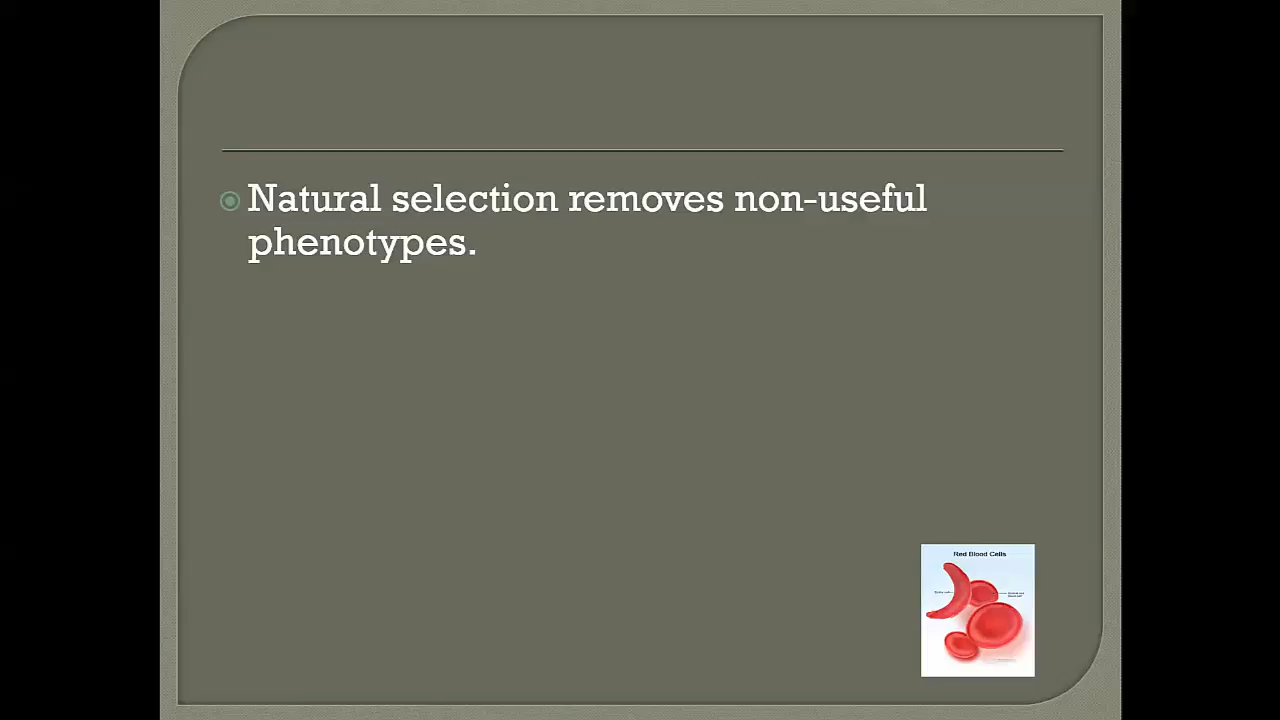 Natural selection removes non-useful
phenotypes.
Red Blood Cells